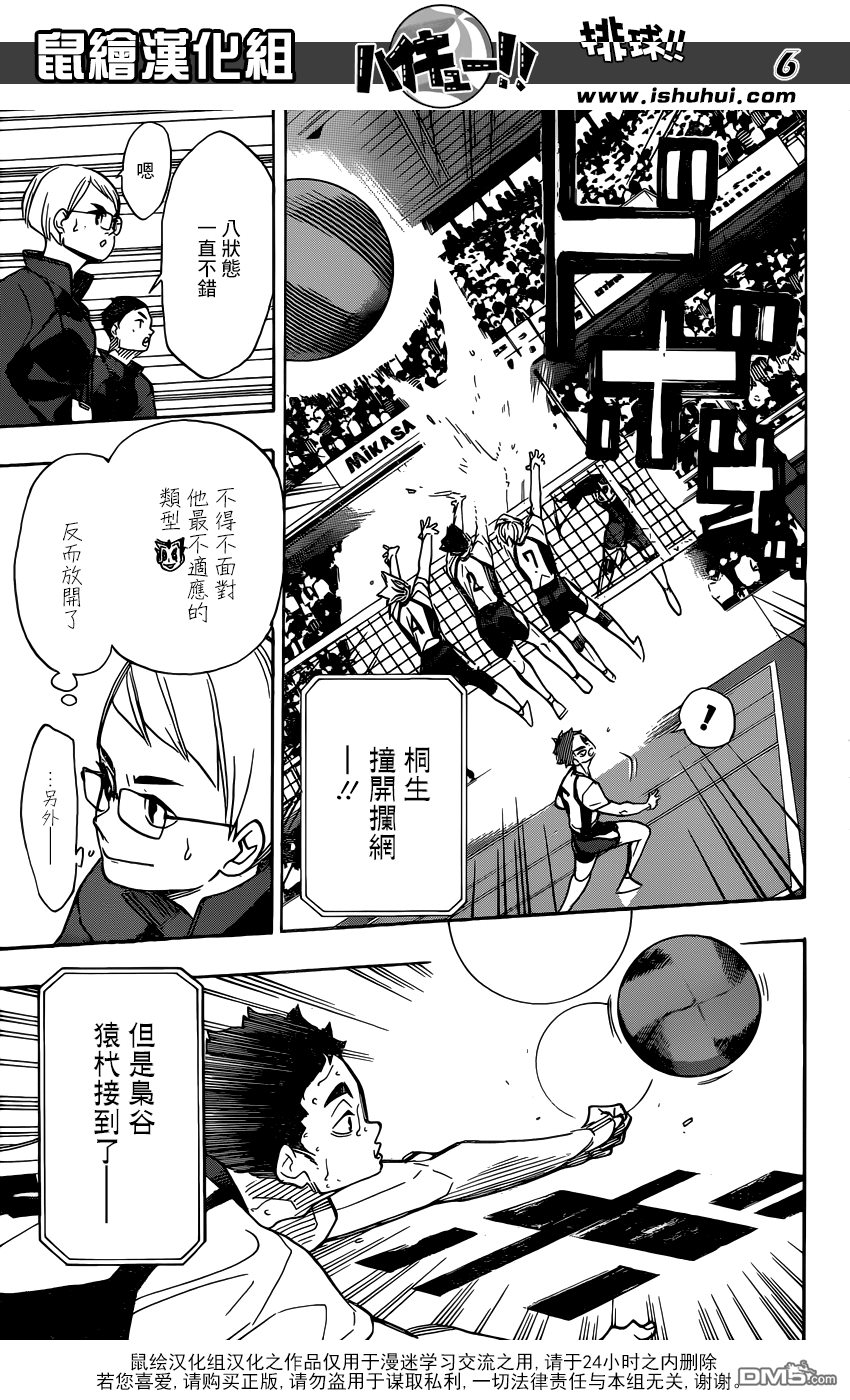 鼠繪漢化組
ハイキュー!!
排球!!
6
www.ishuhui.com
MIKASA
!
桐生
撞開攔網
—!!
八狀態
一直不錯
嗯
不得不面對
他最不適應的
類型
反而放開了
…另外—
但是梟谷
猿杙接到了—
鼠绘汉化组汉化之作品仅用于漫迷学习交流之用,请于24小时之内删除
若您喜爱,请购买正版,请勿盗用于谋取私利,一切法律责任与本组无关,谢谢.
DM5.com